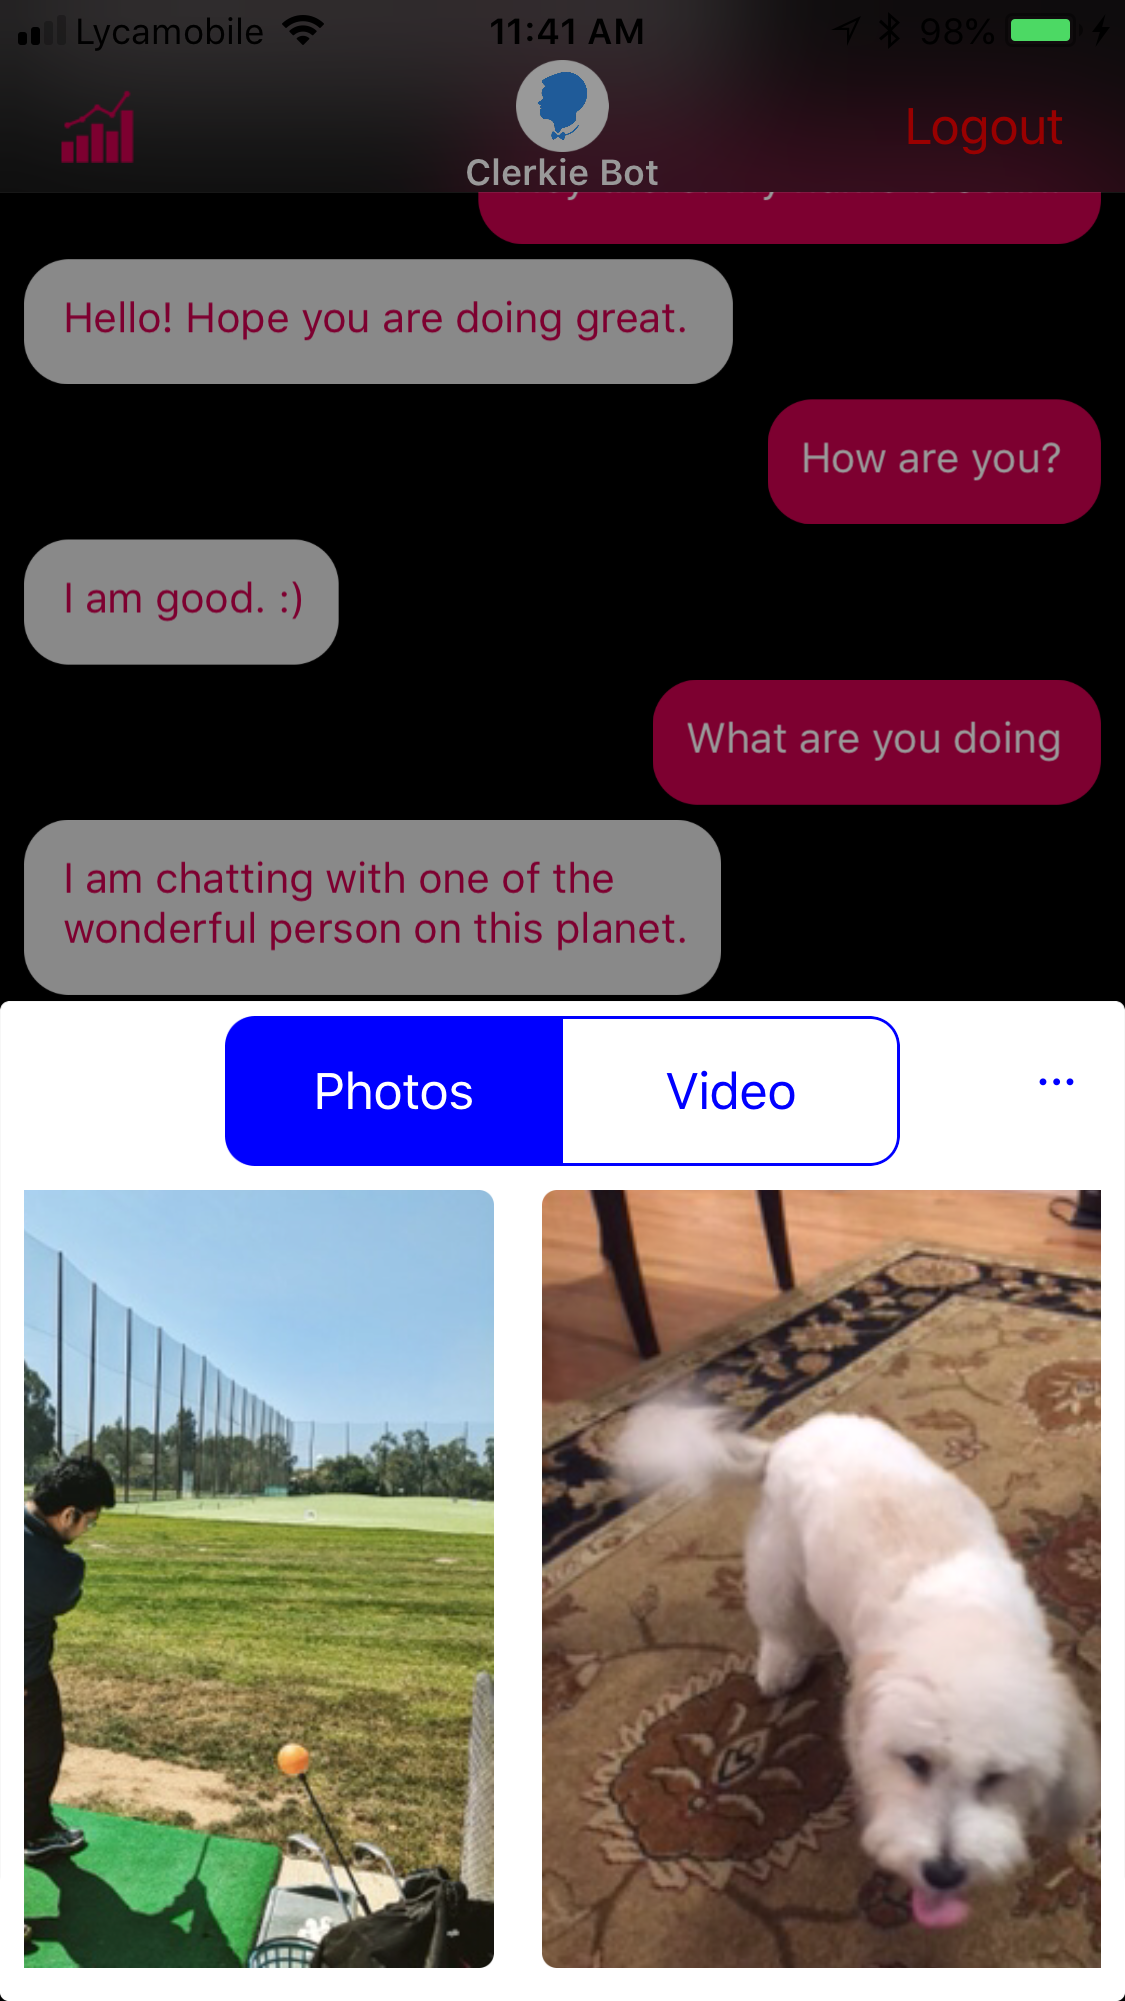 Lycamobile
11:41 AM
98%
Logout
Clerkie Bot
Hello! Hope you are doing great.
How are you?
I am good. :)
What are you doing
I am chatting with one of the
wonderful person on this planet.
Photos
Video
...